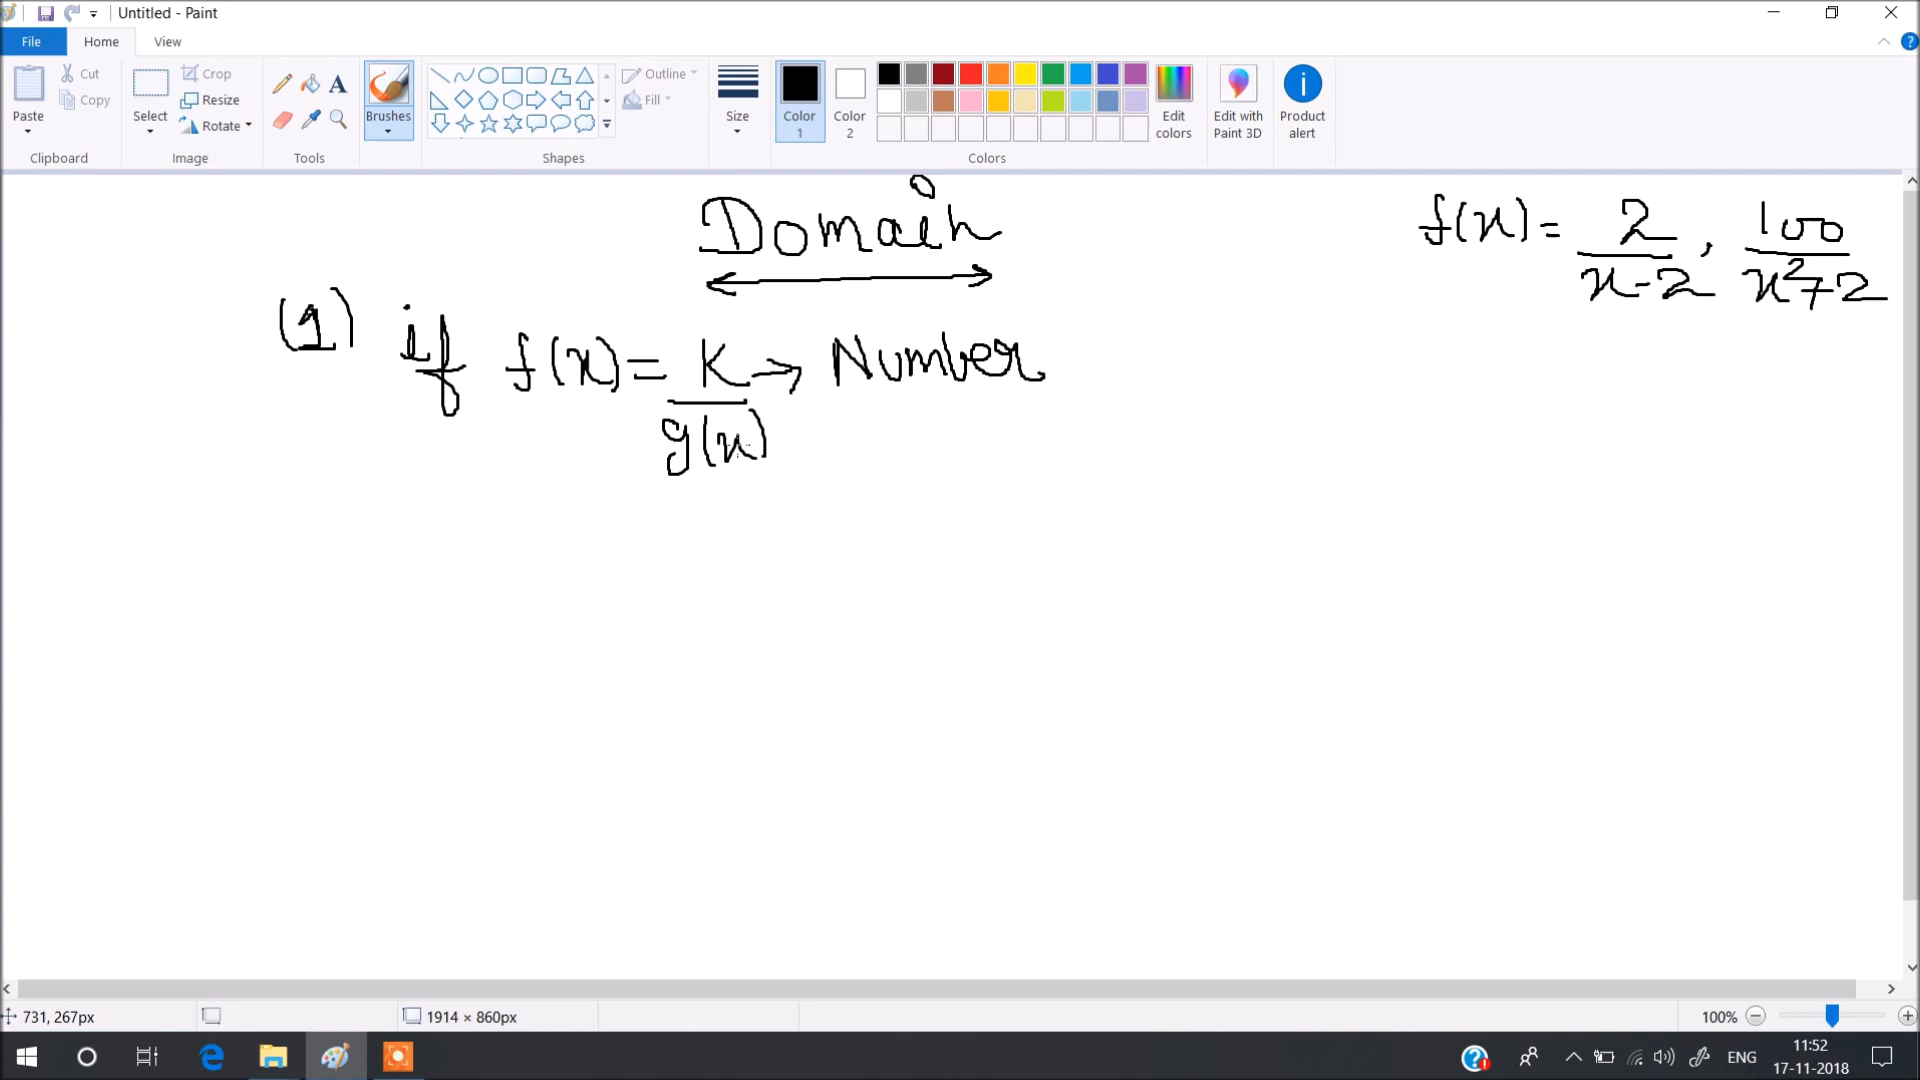 Untitled - Paint
File Home View
Paste Cut Copy Select Crop Resize Rotate Brushes Outline Fill Size Color 1 Color 2 Edit colors Edit with Paint 3D Product alert
Clipboard Image Tools Shapes Colors
Domain
f(x) = 2/(x-2), 100/(x²+2)
(1) if f(x) = K/g(x) → Number
731, 267px 1914 × 860px 100%
ENG 11:52
17-11-2018